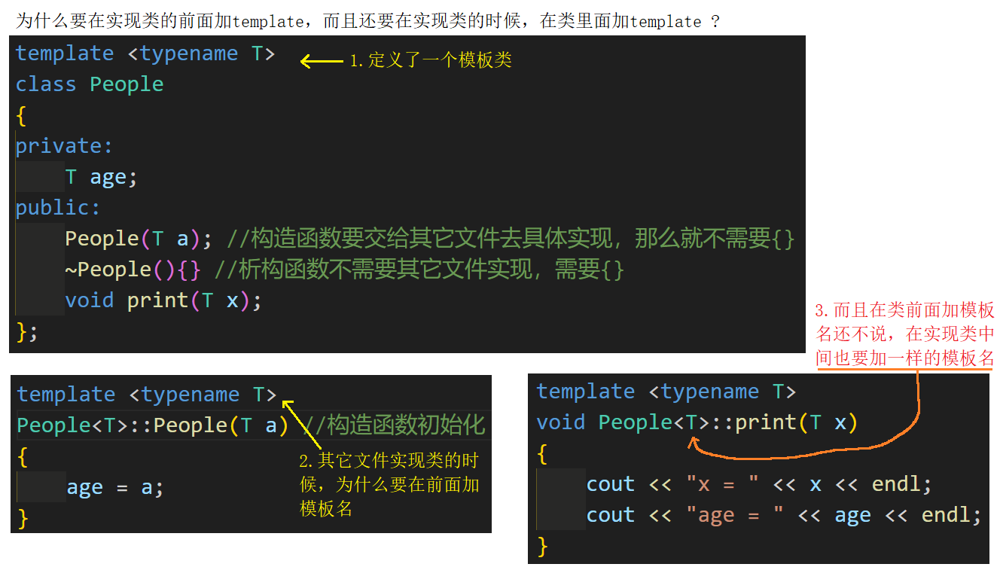 为什么要在实现类的前面加template，而且还要在实现类的时候，在类里面加template ?
template <typename T>
1.定义了一个模板类
class People
{
private:
T age;
public:
People(T a); //构造函数要交给其它文件去具体实现，那么就不需要{}
~People(){} //析构函数不需要其它文件实现，需要{}
void print(T x);
};
3.而且在类前面加模板
名还不说，在实现类中
间也要加一样的模板名
template <typename T>
People<T>::People(T a) //构造函数初始化
{
age = a;
}
2.其它文件实现类的时
候，为什么要在前面加
模板名
template <typename T>
void People<T>::print(T x)
{
cout << "x = " << x << endl;
cout << "age = " << age << endl;
}